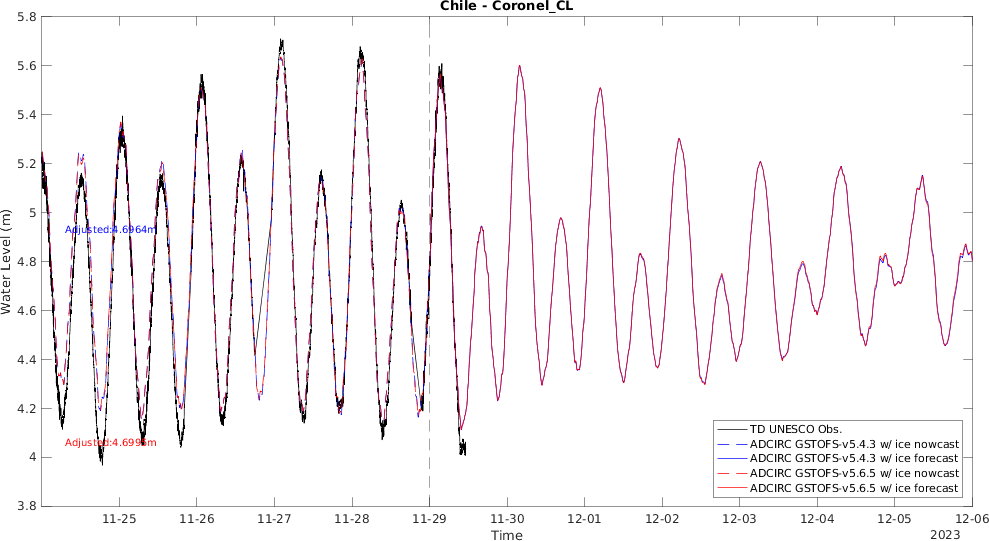 Chile - Coronel_CL
5.8
5.6
5.4
5.2
5
4.8
4.6
4.4
4.2
4
3.8
Water Level (m)
Adjusted:4.6964m
Adjusted:4.6995m
TD UNESCO Obs.
ADCIRC GSTOFS-v5.4.3 w/ ice nowcast
ADCIRC GSTOFS-v5.4.3 w/ ice forecast
ADCIRC GSTOFS-v5.6.5 w/ ice nowcast
ADCIRC GSTOFS-v5.6.5 w/ ice forecast
11-25 11-26 11-27 11-28 11-29 11-30 12-01 12-02 12-03 12-04 12-05 12-06
Time
2023